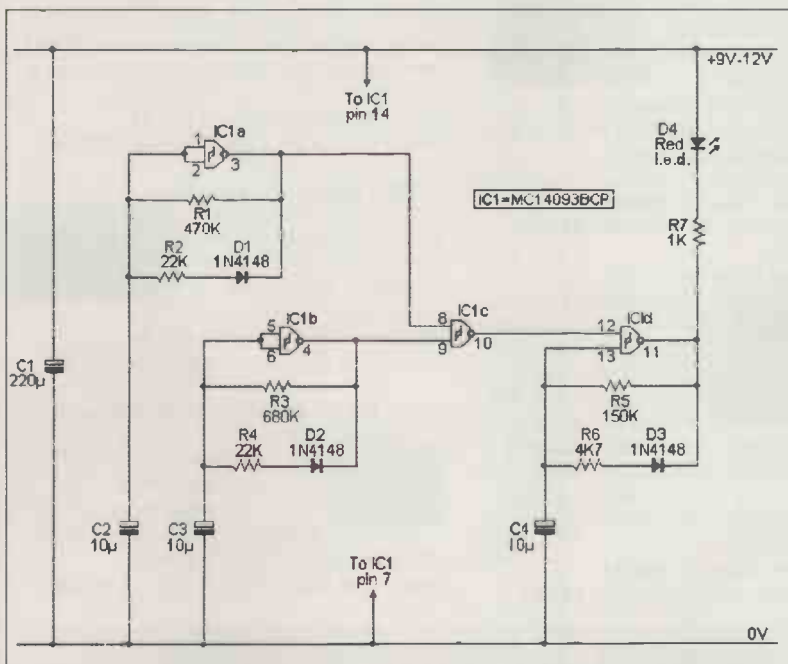 +9V-12V
To IC1
pin 14
IC1a
1
2
3
D4
Red
l.e.d.
R1
470K
IC1=MC14093BCP
R7
1K
R2
22K
D1
1N4148
IC1b
5
6
4
IC1c
8
9
10
IC1d
12
13
11
C1
220µ
R3
680K
R5
150K
R4
22K
D2
1N4148
R6
4K7
D3
1N4148
C2
10µ
C3
10µ
C4
10µ
To IC1
pin 7
0V